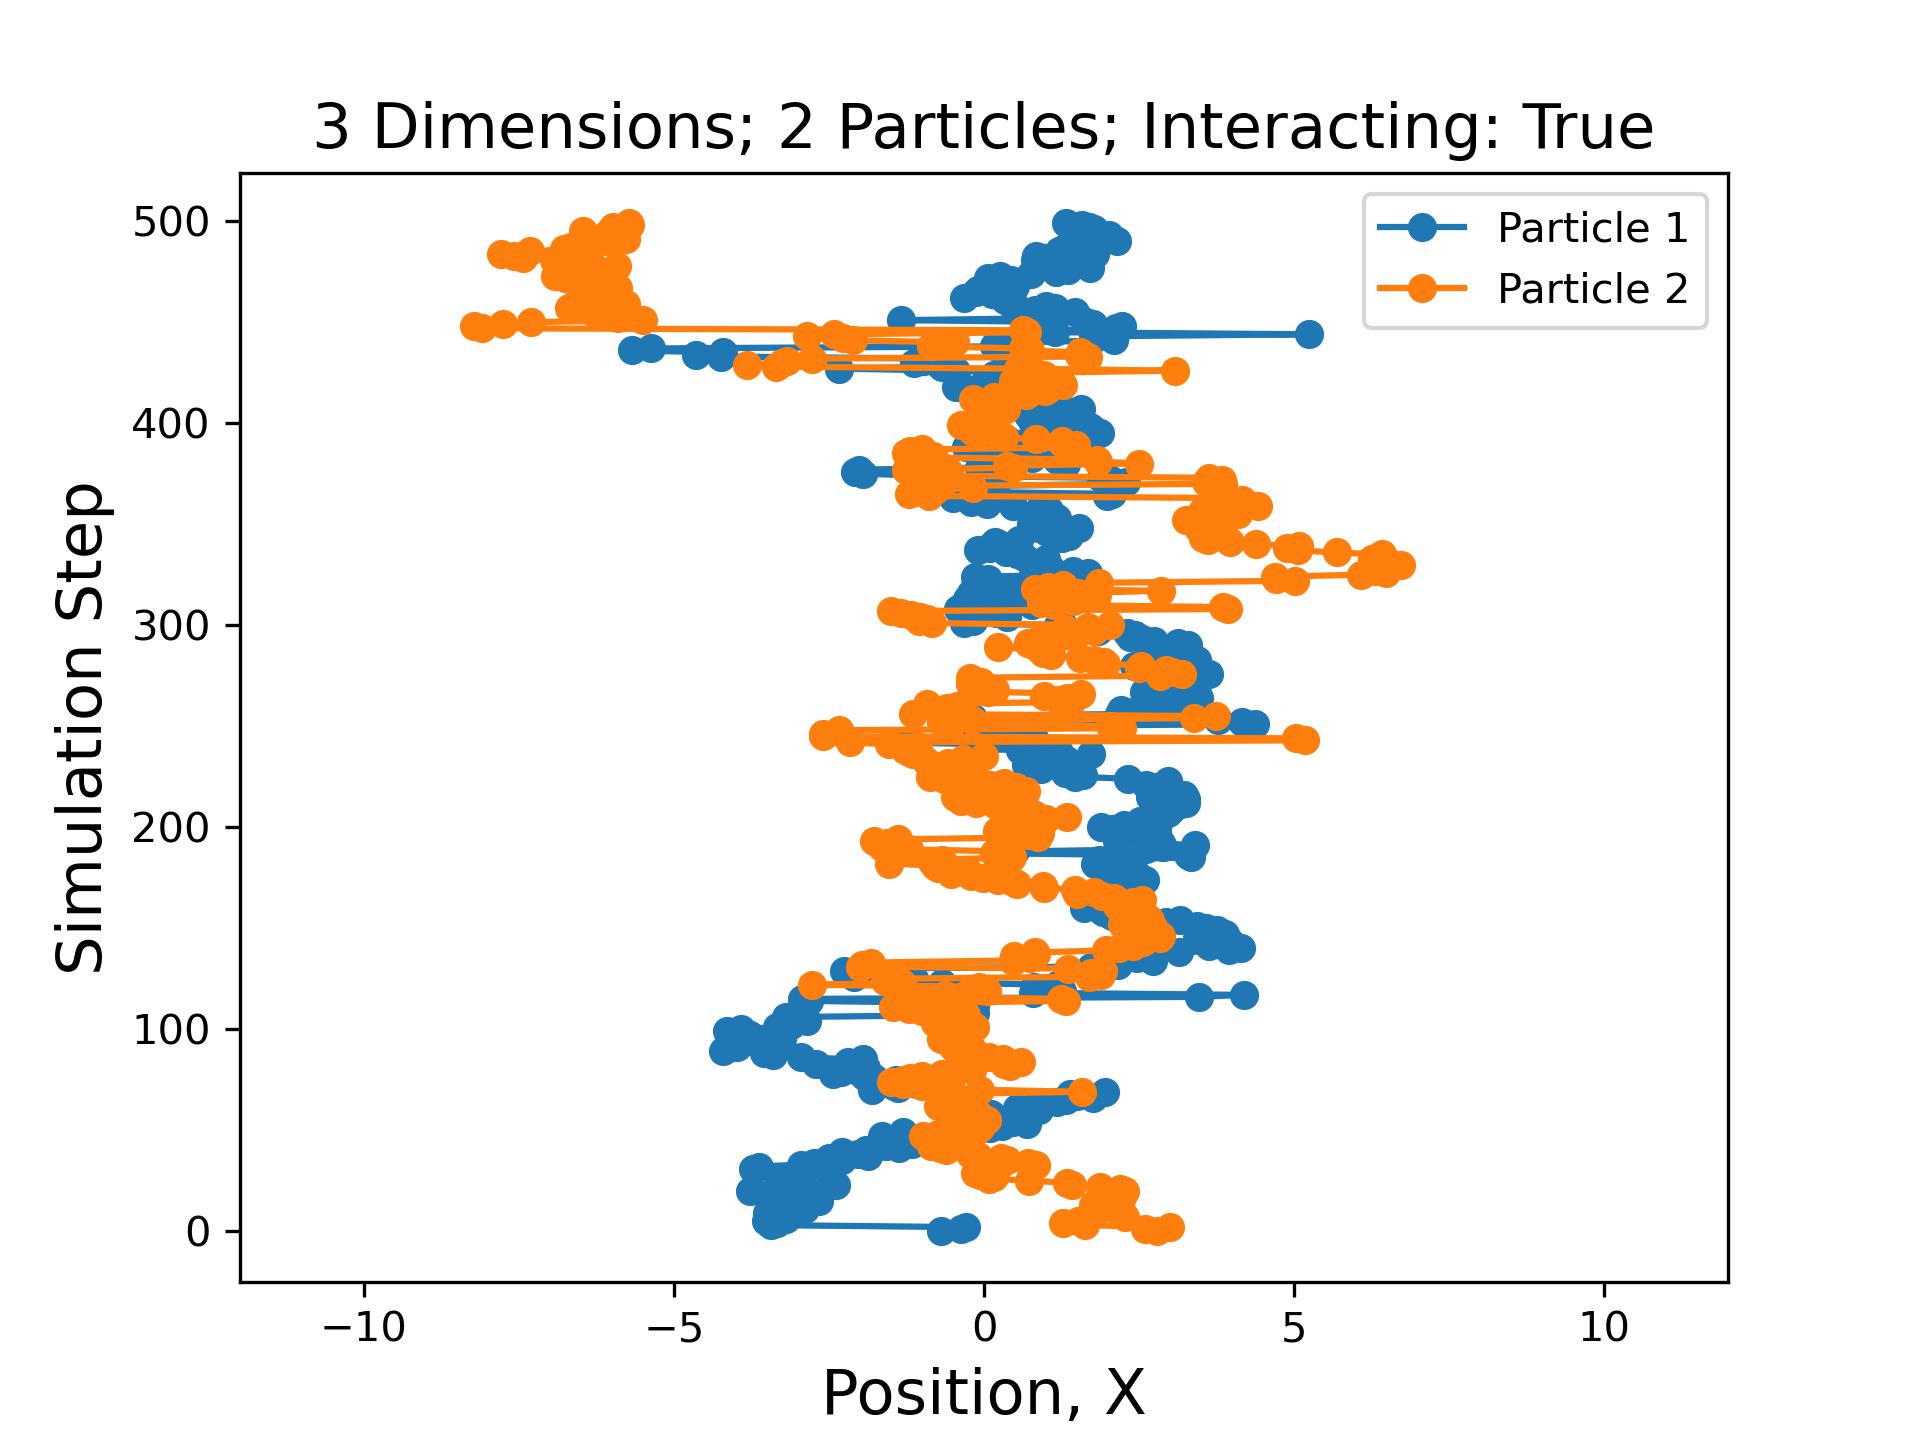 3 Dimensions; 2 Particles; Interacting: True
Particle 1
Particle 2
500
400
300
200
100
0
Simulation Step
−10
−5
0
5
10
Position, X